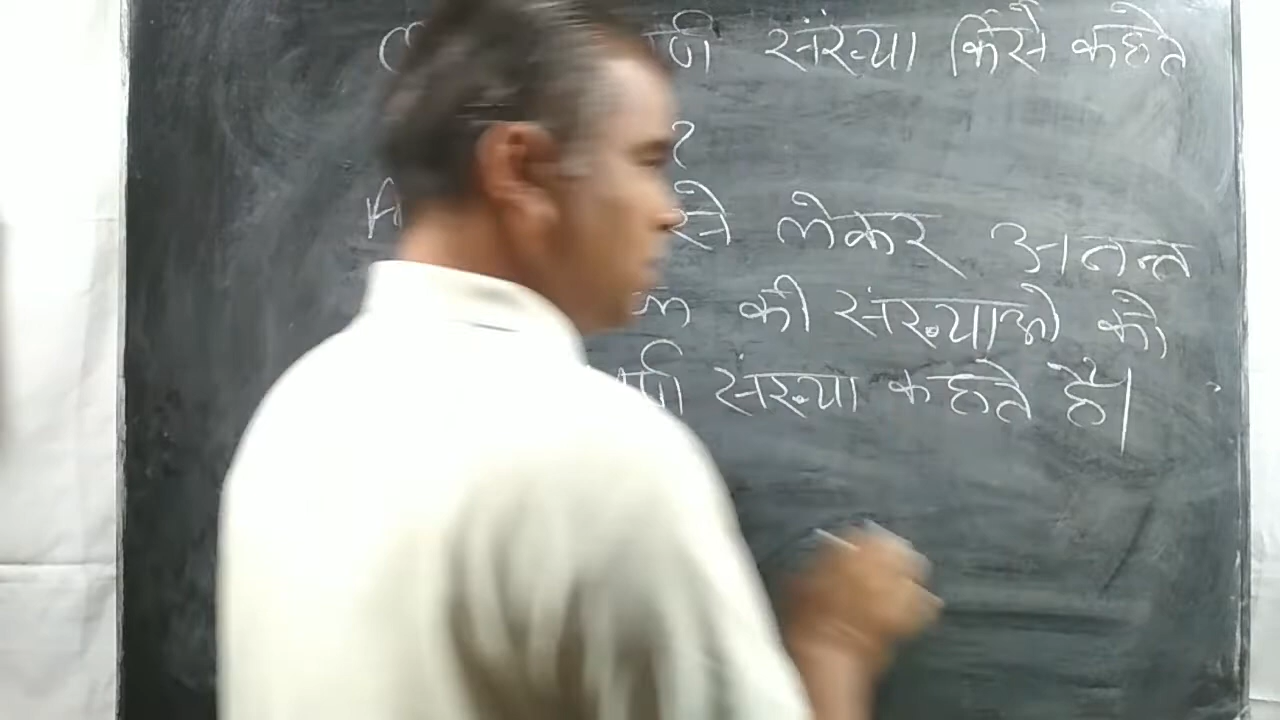 संख्या किसे कहते
?
से लेकर अनन्त
की संख्याओ को
संख्या कहते है।